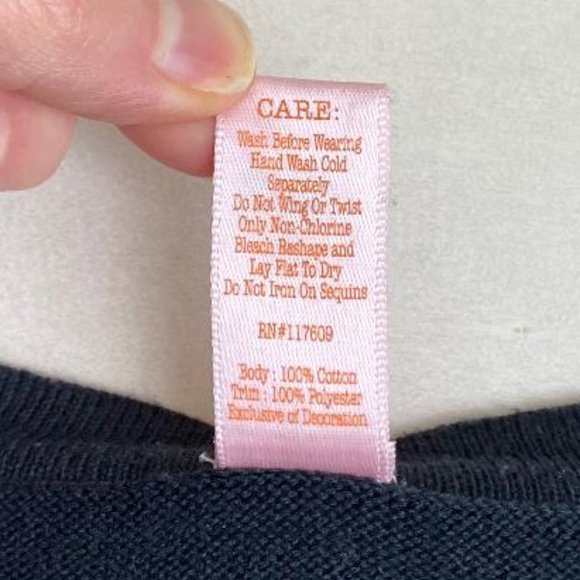 CARE:
Wash Before Wearing
Hand Wash Cold
Separately
Do Not Wing Or Twist
Only Non-Chlorine
Bleach Reshape and
Lay Flat To Dry
Do Not Iron On Sequins
RN#117609
Body : 100% Cotton
Trim : 100% Polyester
Exclusive of Decoration